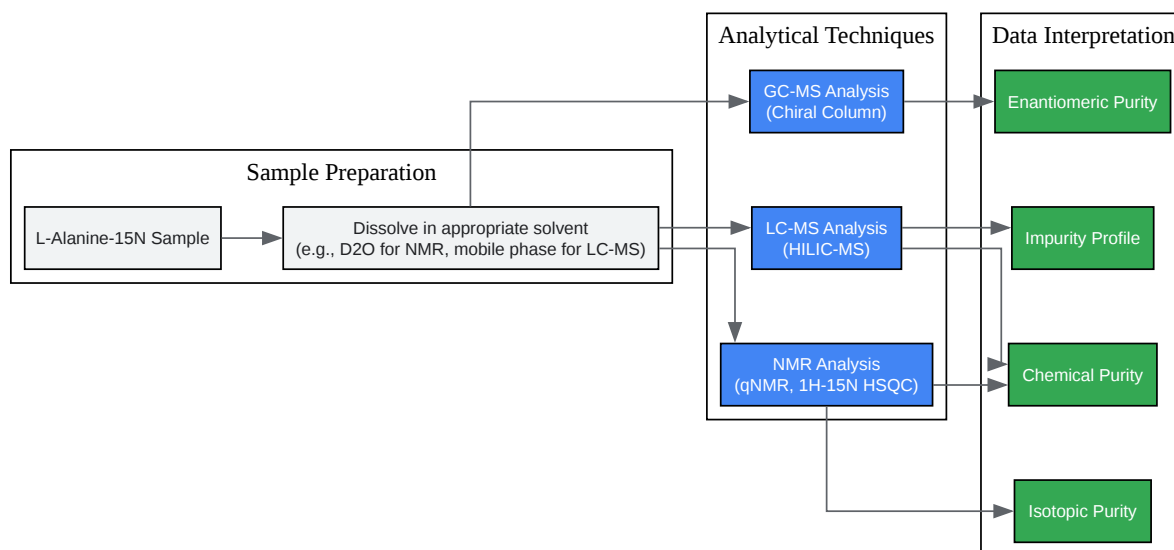 Sample Preparation
L-Alanine-15N Sample
Dissolve in appropriate solvent
(e.g., D2O for NMR, mobile phase for LC-MS)
Analytical Techniques
GC-MS Analysis
(Chiral Column)
LC-MS Analysis
(HILIC-MS)
NMR Analysis
(qNMR, 1H-15N HSQC)
Data Interpretation
Enantiomeric Purity
Impurity Profile
Chemical Purity
Isotopic Purity